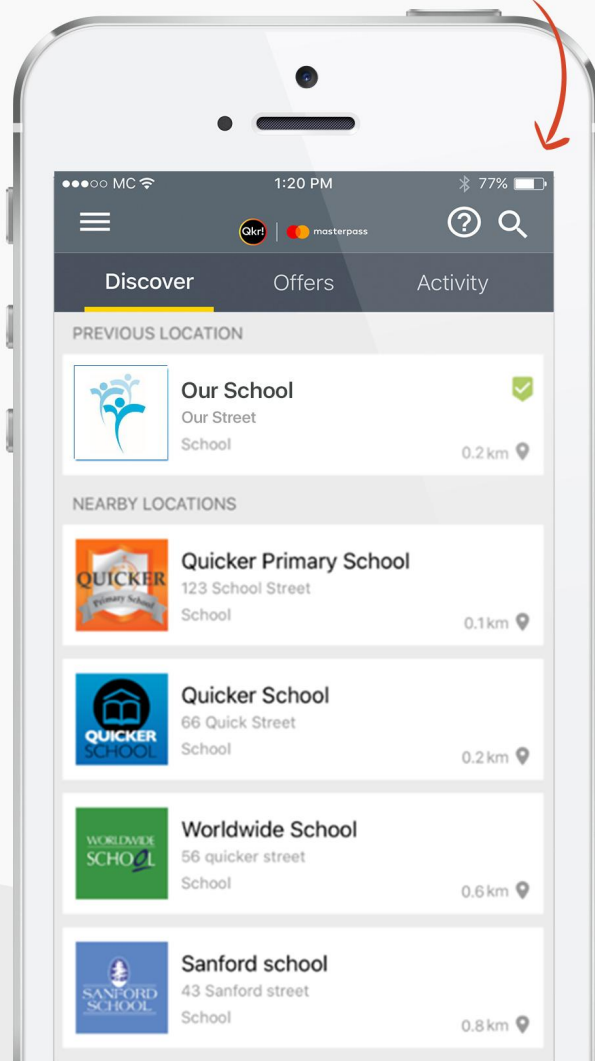 MC 1:20 PM 77%
Qkr! masterpass
Discover Offers Activity
PREVIOUS LOCATION
Our School
Our Street
School
0.2 km
NEARBY LOCATIONS
QUICKER
Primary School
Quicker Primary School
123 School Street
School
0.1 km
QUICKER
SCHOOL
Quicker School
66 Quick Street
School
0.2 km
WORLDWIDE
SCHOOL
Worldwide School
56 quicker street
School
0.6 km
SANFORD
SCHOOL
Sanford school
43 Sanford street
School
0.8 km